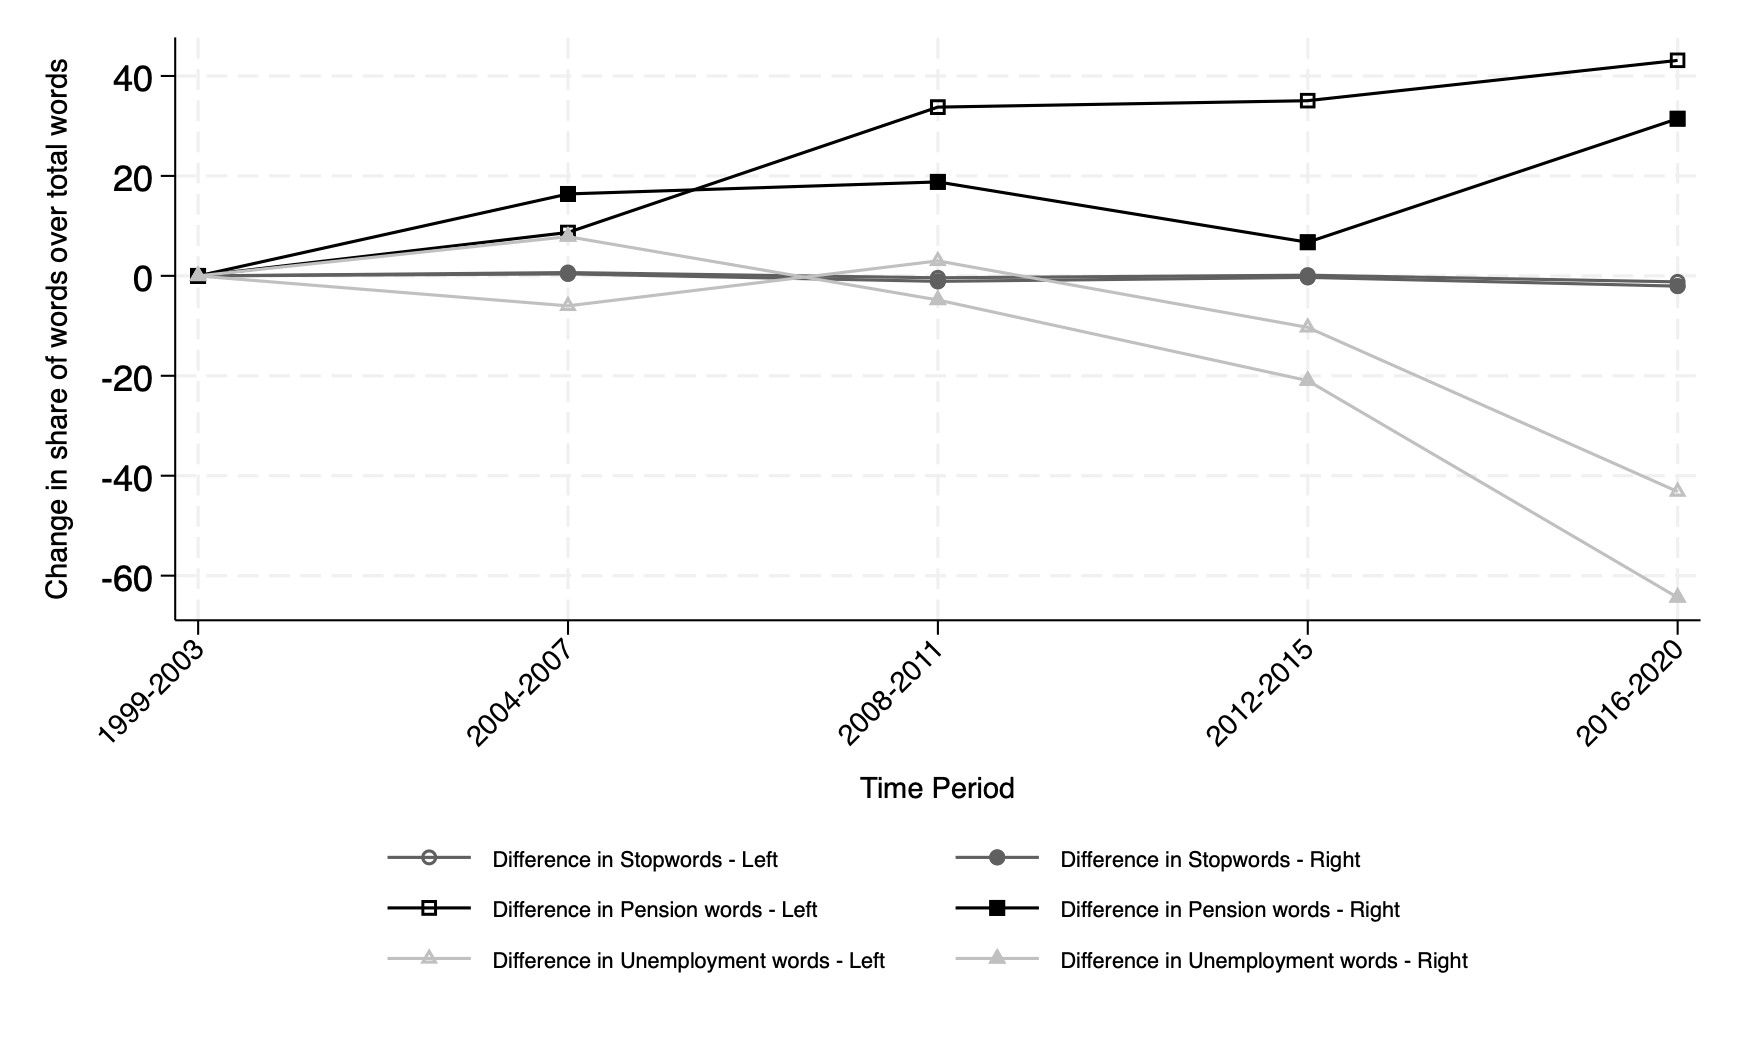 Change in share of words over total words
40
20
0
-20
-40
-60
1999-2003
2004-2007
2008-2011
2012-2015
2016-2020
Time Period
Difference in Stopwords - Left
Difference in Stopwords - Right
Difference in Pension words - Left
Difference in Pension words - Right
Difference in Unemployment words - Left
Difference in Unemployment words - Right